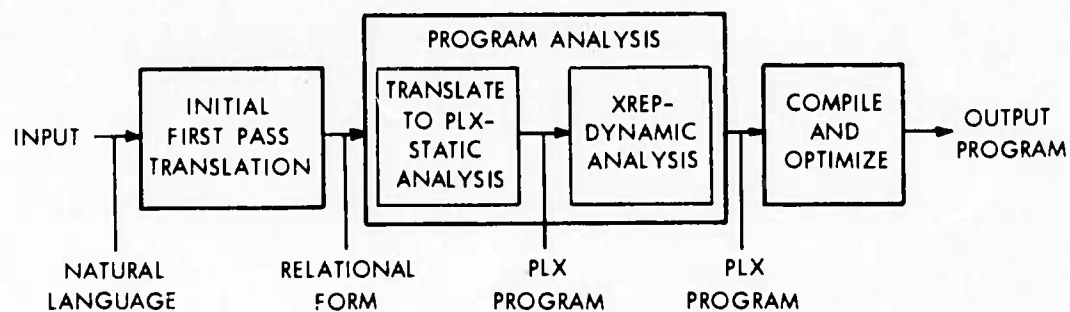 PROGRAM ANALYSIS
INPUT
INITIAL
FIRST PASS
TRANSLATION
TRANSLATE
TO PLX-
STATIC
ANALYSIS
XREP-
DYNAMIC
ANALYSIS
COMPILE
AND
OPTIMIZE
OUTPUT
PROGRAM
NATURAL
LANGUAGE
RELATIONAL
FORM
PLX
PROGRAM
PLX
PROGRAM